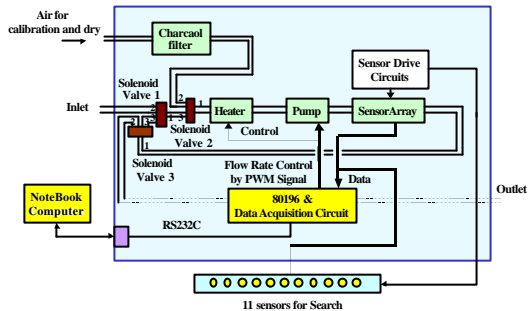 Air for
calibration and dry
Charcaol
filter
Sensor Drive
Circuits
Solenoid
Valve 1
2
2
1
Inlet
3
1
3
2
3
Heater
Pump
SensorArray
Solenoid
Valve 2
Control
1
Solenoid
Valve 3
Flow Rate Control
by PWM Signal
Data
Outlet
NoteBook
Computer
80196 &
Data Acquisition Circuit
RS232C
11 sensors for Search